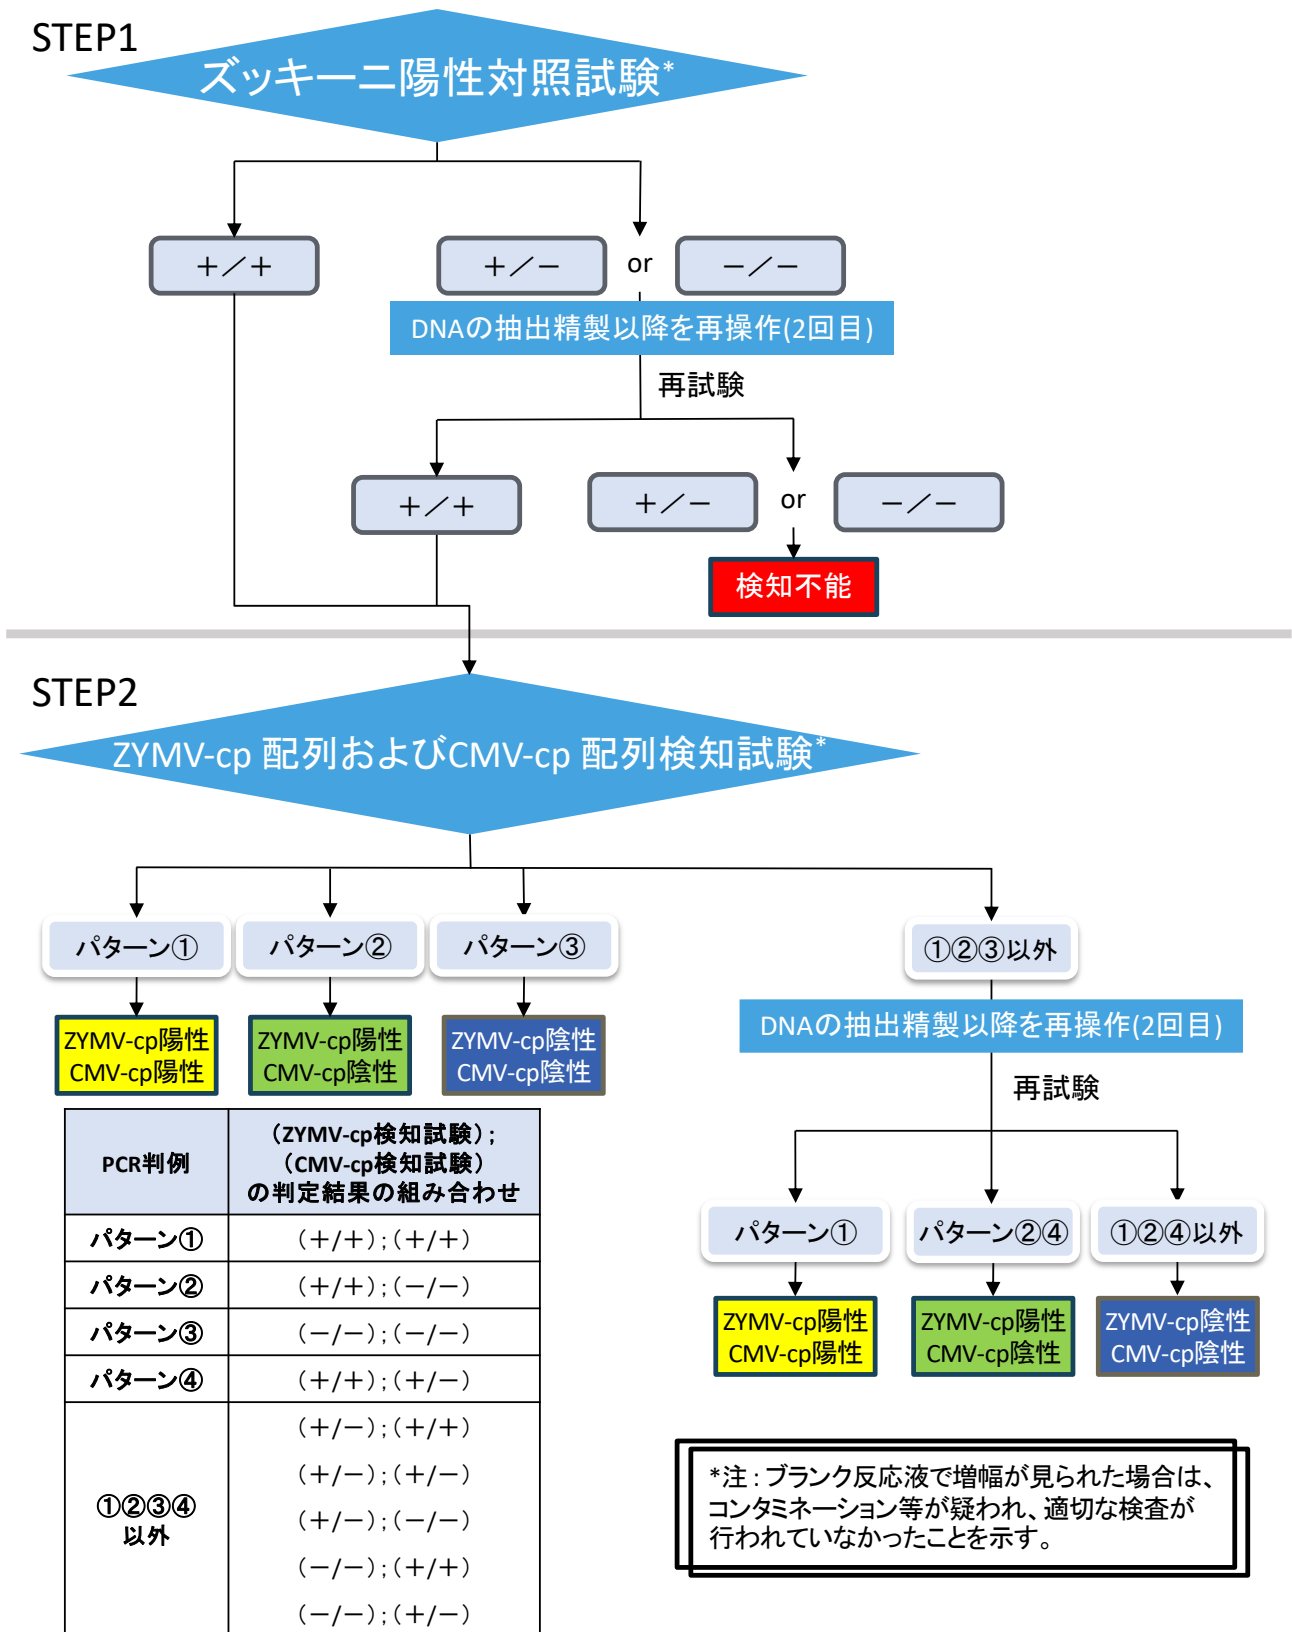 STEP1
ズッキーニ陽性対照試験*
＋／＋
＋／－
or
－／－
DNAの抽出精製以降を再操作(2回目)
再試験
＋／＋
＋／－
or
－／－
検知不能
STEP2
ZYMV-cp 配列およびCMV-cp 配列検知試験*
パターン①
パターン②
パターン③
①②③以外
ZYMV-cp陽性
CMV-cp陽性
ZYMV-cp陽性
CMV-cp陰性
ZYMV-cp陰性
CMV-cp陰性
DNAの抽出精製以降を再操作(2回目)
再試験
パターン①
パターン②④
①②④以外
ZYMV-cp陽性
CMV-cp陽性
ZYMV-cp陽性
CMV-cp陰性
ZYMV-cp陰性
CMV-cp陰性
PCR判例
（ZYMV-cp検知試験）；
（CMV-cp検知試験）
の判定結果の組み合わせ
パターン①
（＋/＋）；（＋/＋）
パターン②
（＋/＋）；（－/－）
パターン③
（－/－）；（－/－）
パターン④
（＋/＋）；（＋/－）
①②③④
以外
（＋/－）；（＋/＋）
（＋/－）；（＋/－）
（＋/－）；（－/－）
（－/－）；（＋/＋）
（－/－）；（＋/－）
*注：ブランク反応液で増幅が見られた場合は、
コンタミネーション等が疑われ、適切な検査が
行われていなかったことを示す。